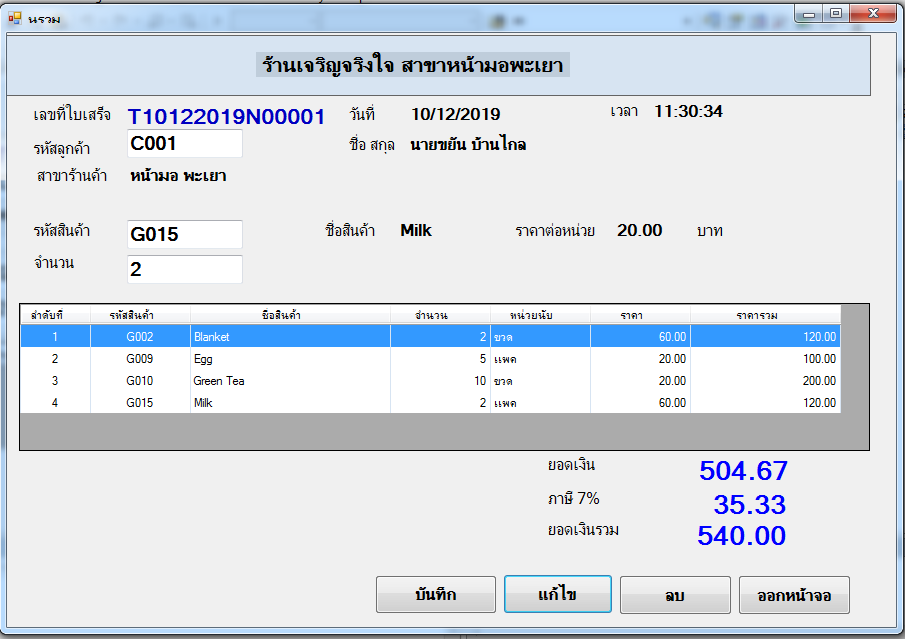 นรวม
ร้านเจริญจริงใจ สาขาหน้ามอพะเยา
เลขที่ใบเสร็จ T10122019N00001 วันที่ 10/12/2019 เวลา 11:30:34
รหัสลูกค้า C001 ชื่อ สกุล นายขยัน บ้านไกล
สาขาร้านค้า หน้ามอ พะเยา
รหัสสินค้า G015 ชื่อสินค้า Milk ราคาต่อหน่วย 20.00 บาท
จำนวน 2
ลำดับที่ รหัสสินค้า ชื่อสินค้า จำนวน หน่วยนับ ราคา ราคารวม
1 G002 Blanket 2 ขวด 60.00 120.00
2 G009 Egg 5 แพค 20.00 100.00
3 G010 Green Tea 10 ขวด 20.00 200.00
4 G015 Milk 2 แพค 60.00 120.00
ยอดเงิน 504.67
ภาษี 7% 35.33
ยอดเงินรวม 540.00
บันทึก แก้ไข ลบ ออกหน้าจอ